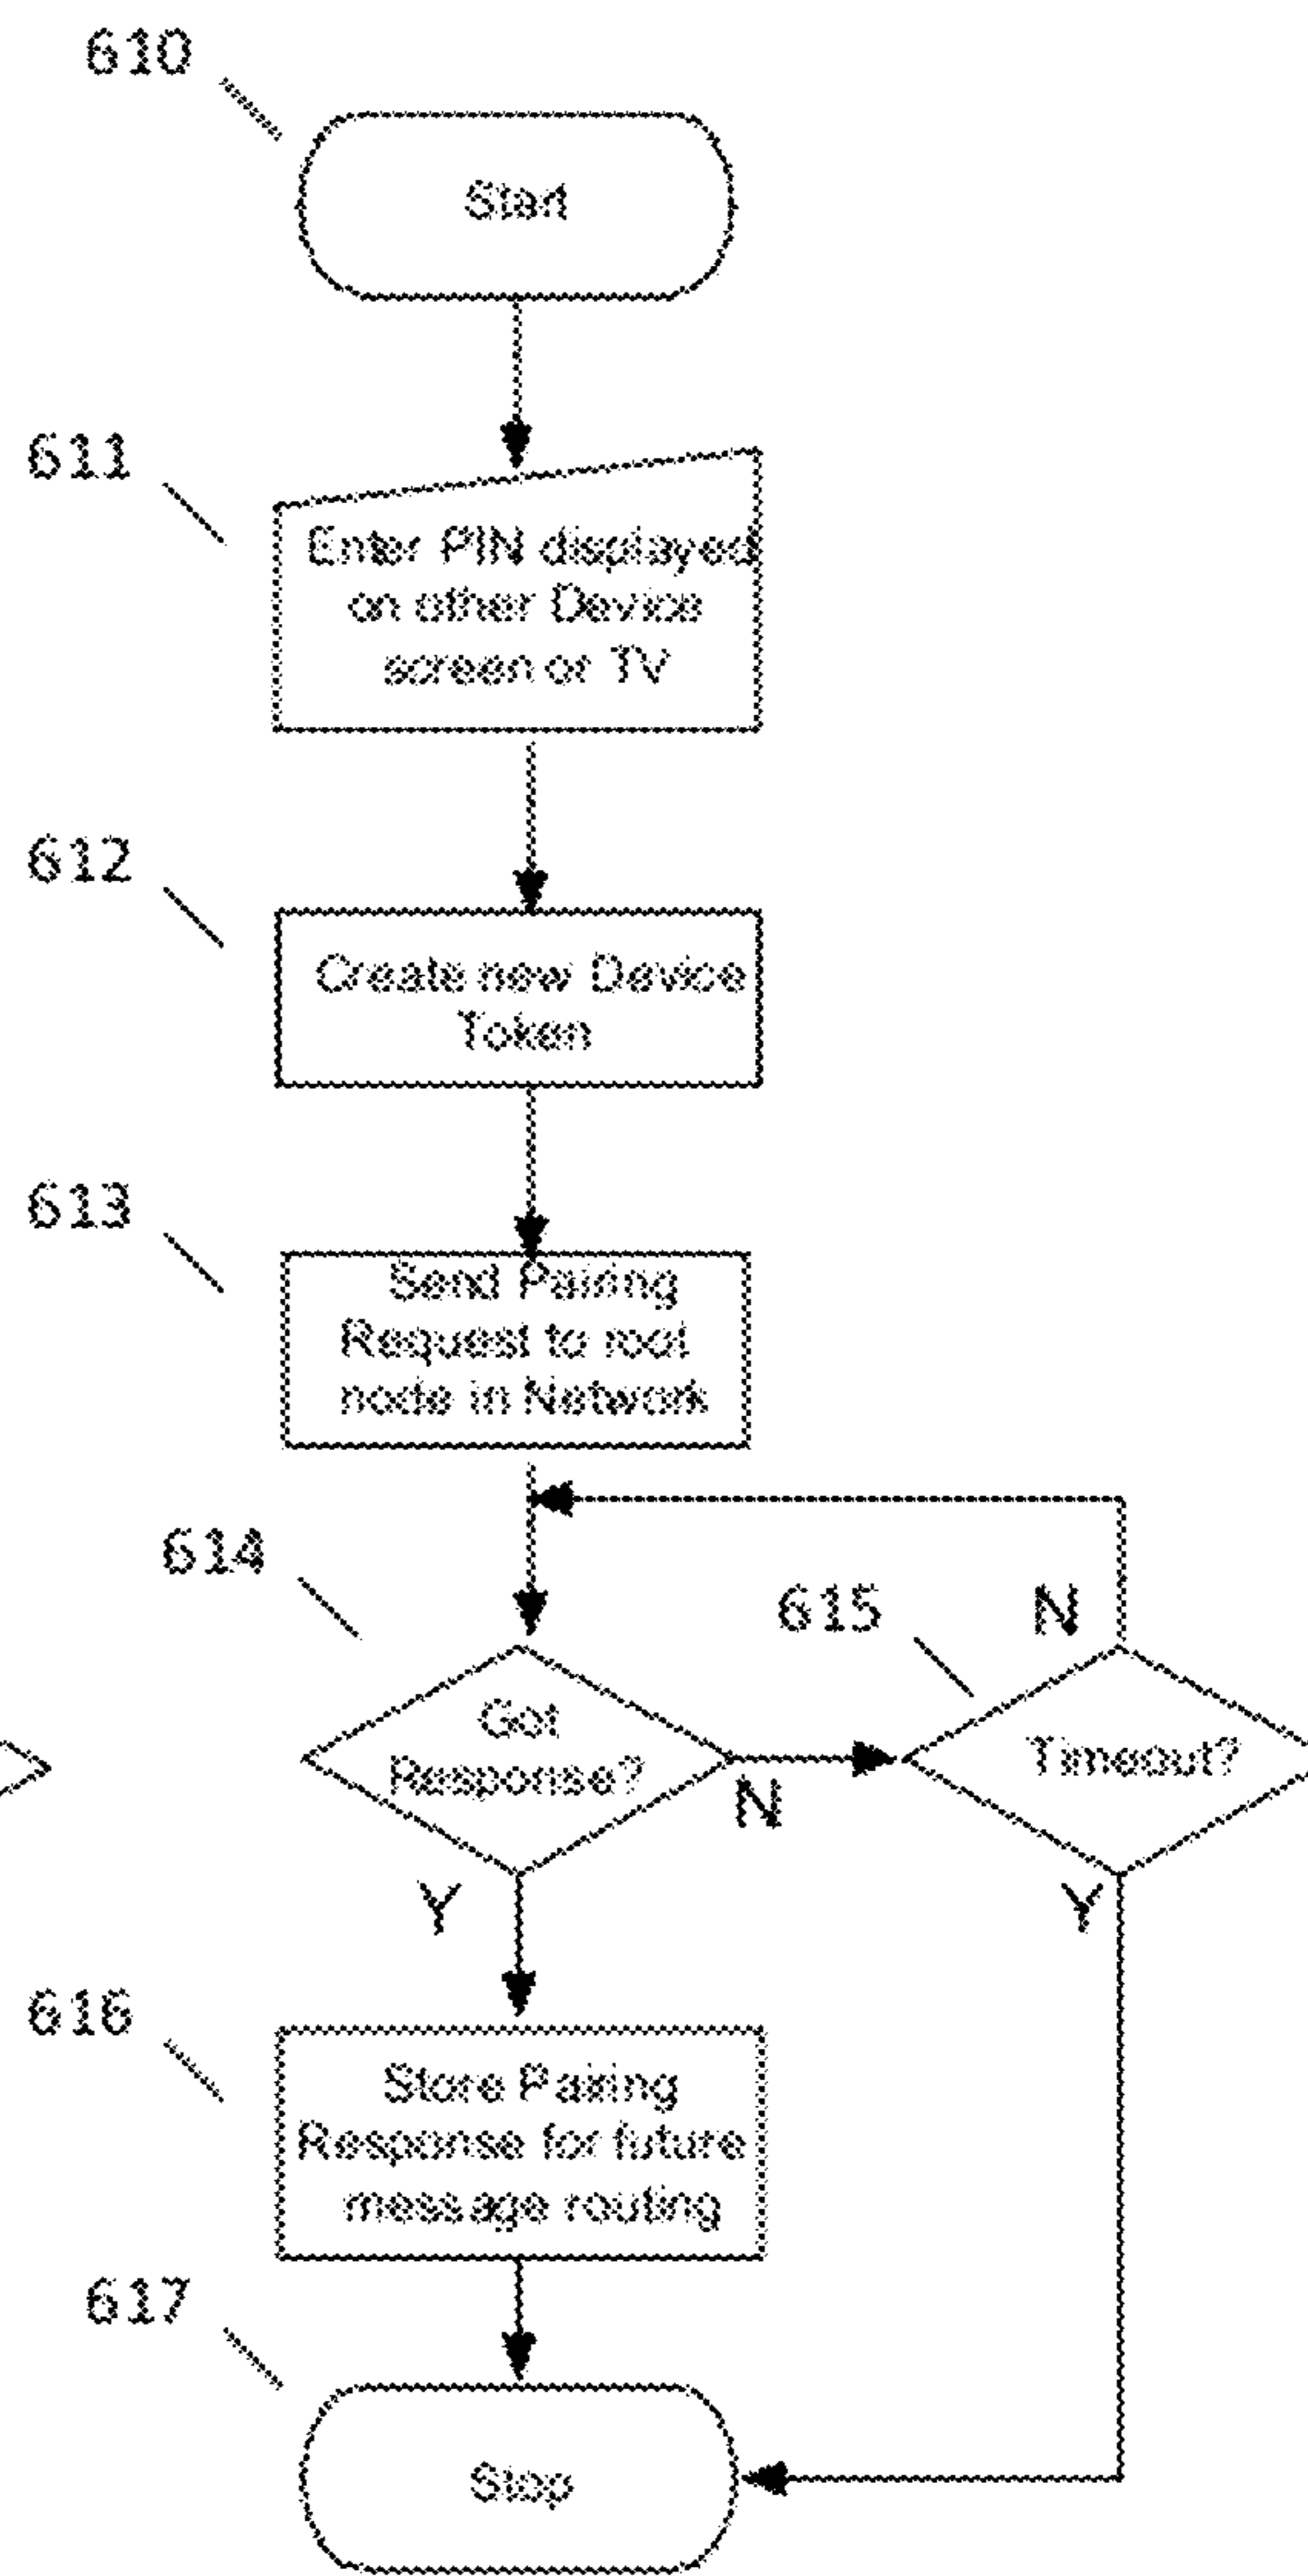 610
Start
611
Enter PIN displayed
on other Device
screen or TV
612
Create new Device
Token
613
Send Pairing
Request to root
node in Network
614
615
N
Got
Response?
Timeout?
N
Y
Y
616
Store Pairing
Response for future
message routing
617
Stop